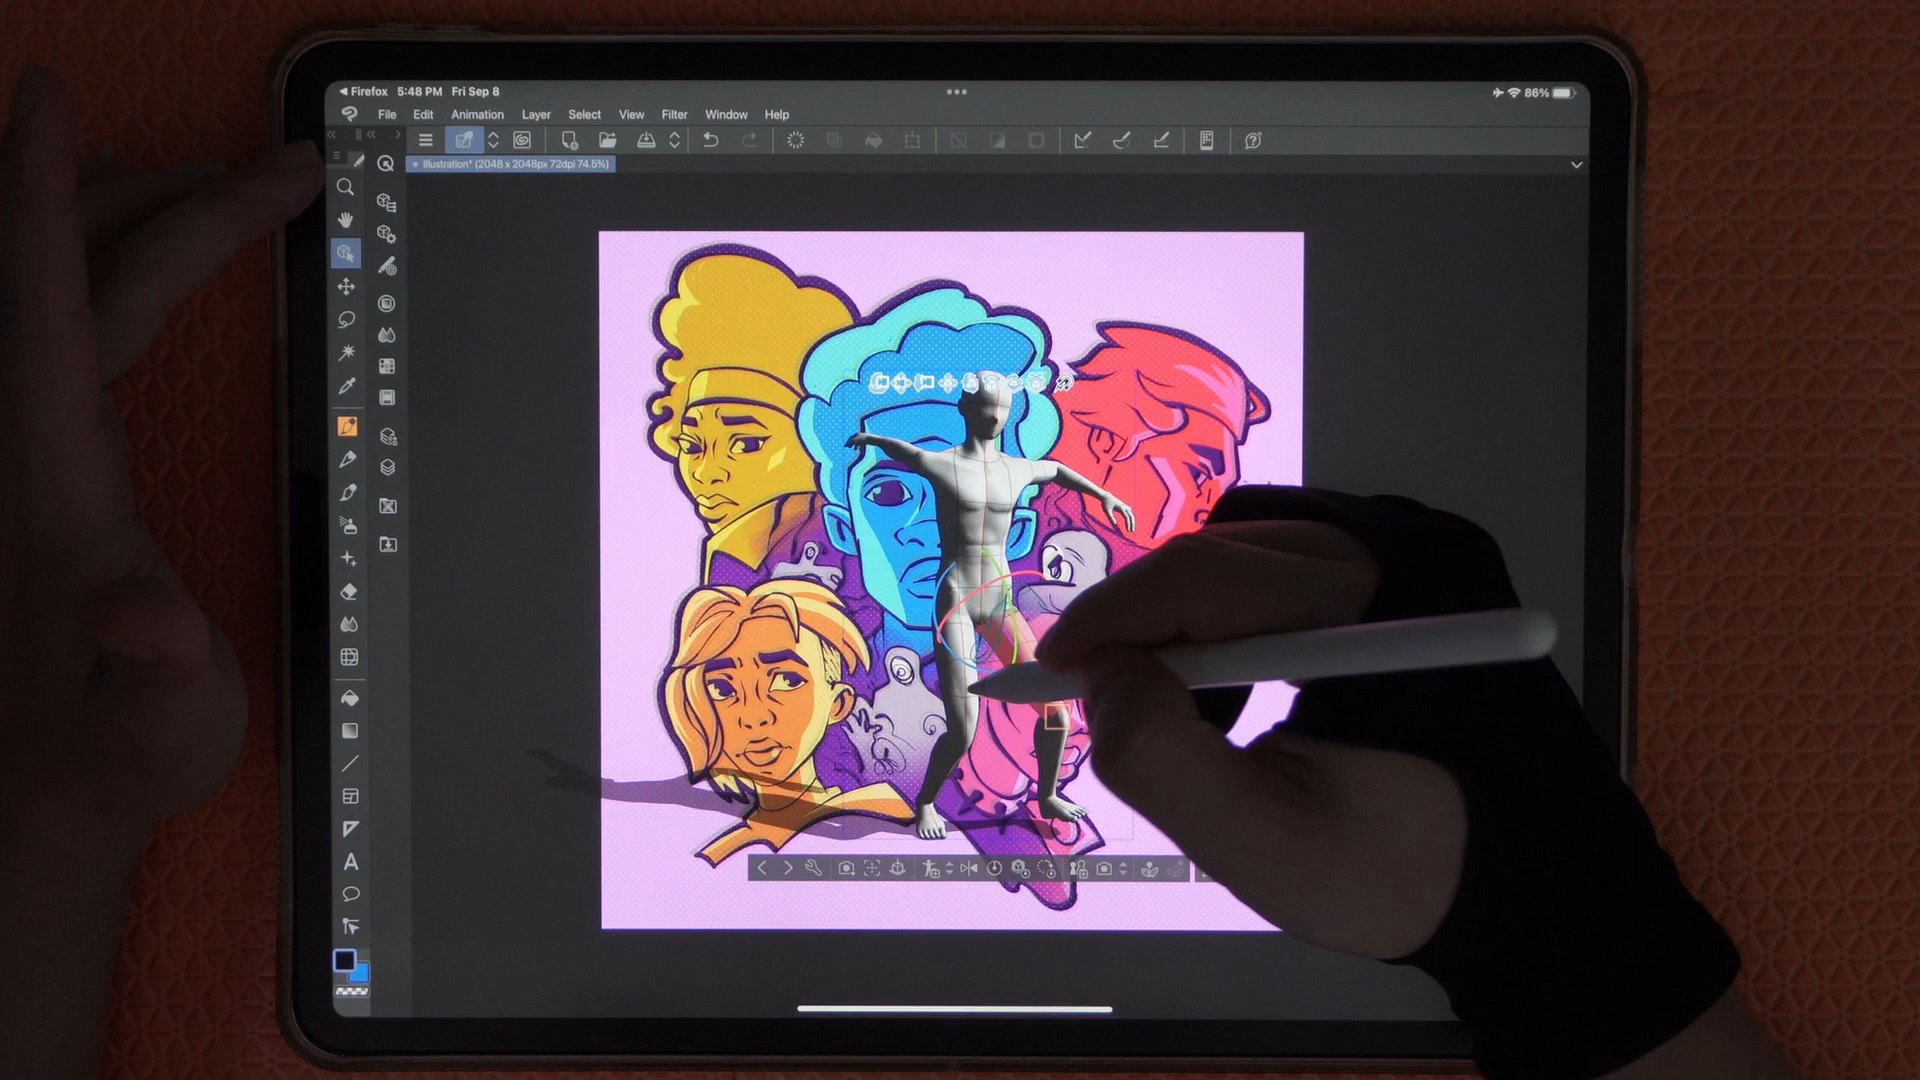 Firefox 5:48 PM Fri Sep 8
86%
File Edit Animation Layer Select View Filter Window Help
Illustration* (2048 x 2048px 72dpi 74.5%)
A